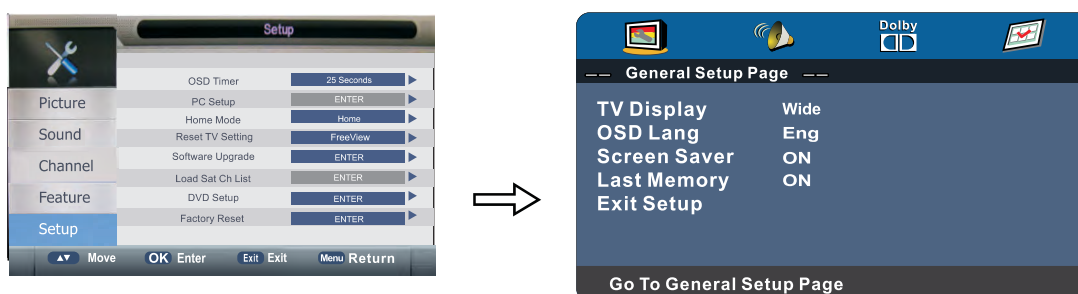 Setup
OSD Timer 25 Seconds
PC Setup ENTER
Home Mode Home
Reset TV Setting FreeView
Software Upgrade ENTER
Load Sat Ch List ENTER
DVD Setup ENTER
Factory Reset ENTER
Picture
Sound
Channel
Feature
Setup
Move OK Enter Exit Exit Menu Return
Dolby
-- General Setup Page --
TV Display Wide
OSD Lang Eng
Screen Saver ON
Last Memory ON
Exit Setup
Go To General Setup Page